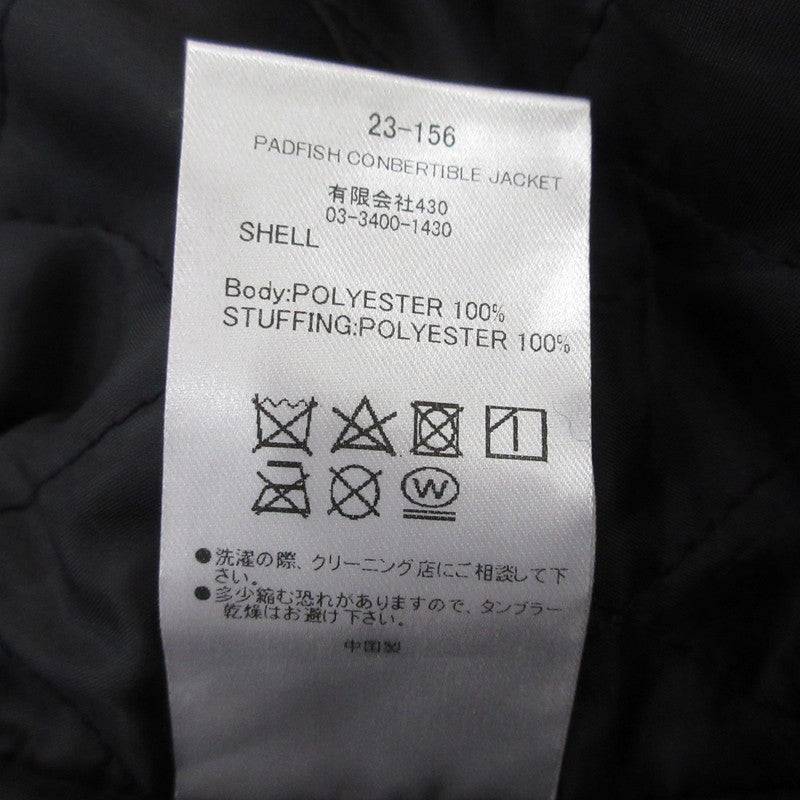 23-156
PADFISH CONBERTIBLE JACKET
有限会社430
03-3400-1430
SHELL
Body:POLYESTER 100%
STUFFING:POLYESTER 100%
W
●洗濯の際、クリーニング店にご相談して下
さい。
●多少縮む恐れがありますので、タンブラー
乾燥はお避け下さい。
中国製